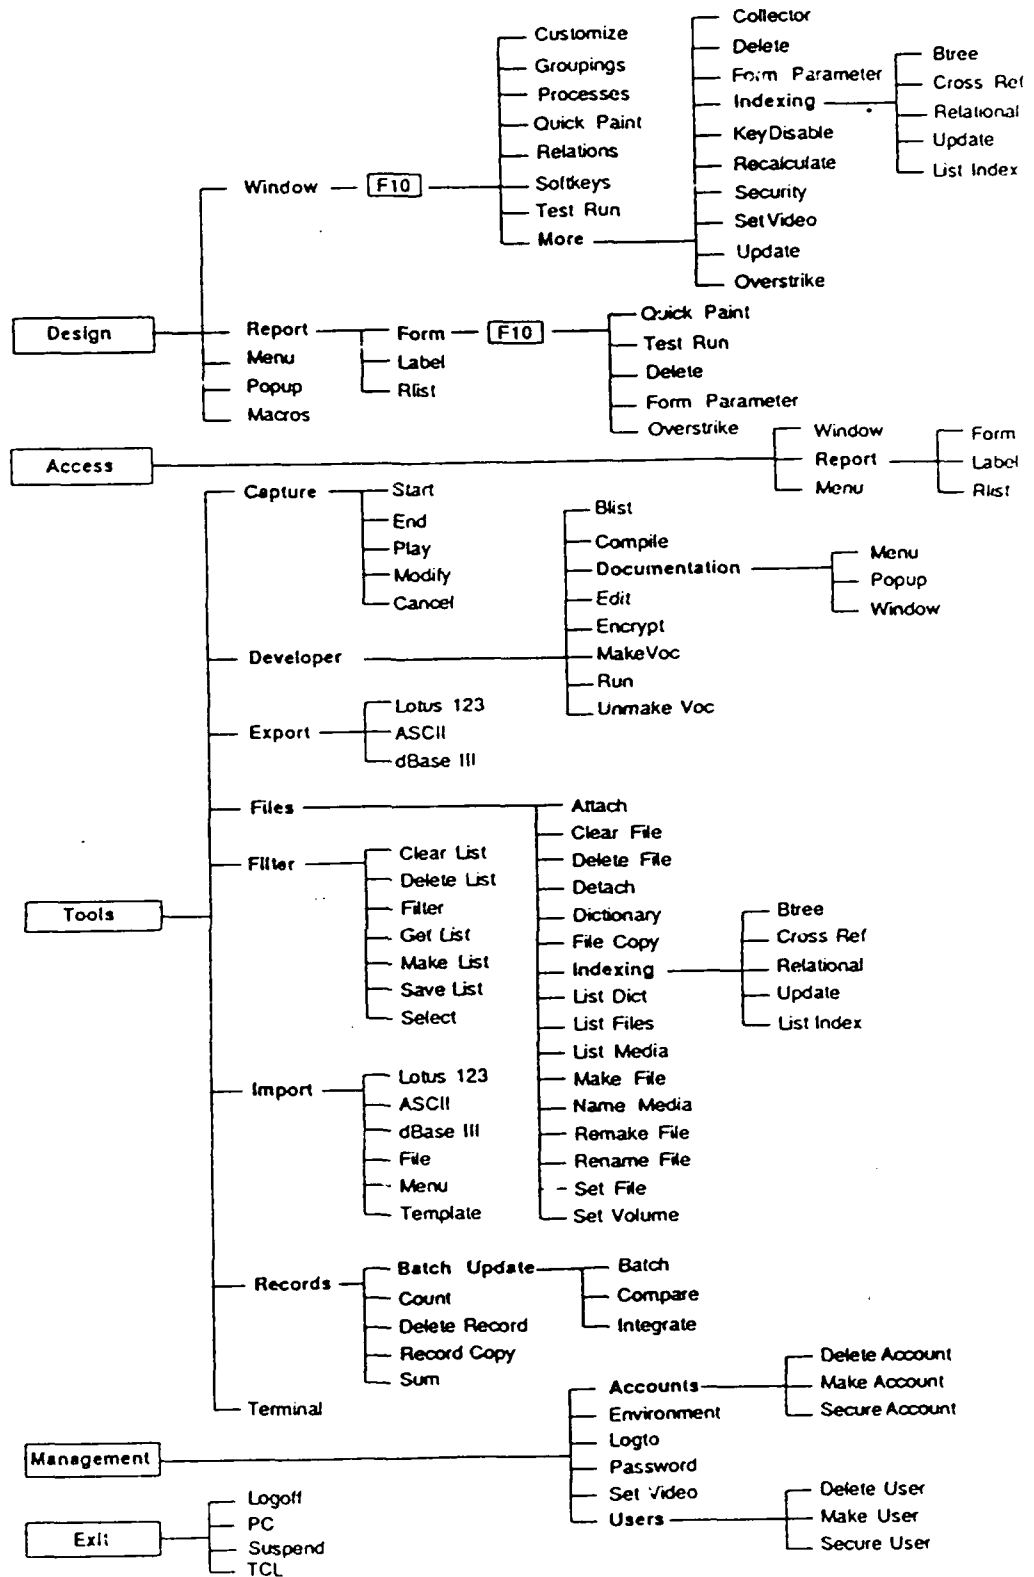 Design
Window
F10
Customize
Groupings
Processes
Quick Paint
Relations
Softkeys
Test Run
More
Collector
Delete
Form Parameter
Indexing
KeyDisable
Recalculate
Security
Set Video
Update
Overstrike
Btree
Cross Ref
Relational
Update
List Index
Report
Menu
Popup
Macros
Form
Label
Rlist
F10
Quick Paint
Test Run
Delete
Form Parameter
Overstrike
Access
Window
Report
Menu
Form
Label
Rlist
Tools
Capture
Start
End
Play
Modify
Cancel
Developer
Blist
Compile
Documentation
Edit
Encrypt
MakeVoc
Run
Unmake Voc
Menu
Popup
Window
Export
Lotus 123
ASCII
dBase III
Files
Attach
Clear File
Delete File
Detach
Dictionary
File Copy
Indexing
List Dict
List Files
List Media
Make File
Name Media
Remake File
Rename File
Set File
Set Volume
Btree
Cross Ref
Relational
Update
List Index
Filter
Clear List
Delete List
Filter
Get List
Make List
Save List
Select
Import
Lotus 123
ASCII
dBase III
File
Menu
Template
Records
Batch Update
Count
Delete Record
Record Copy
Sum
Batch
Compare
Integrate
Terminal
Management
Accounts
Environment
Logto
Password
Set Video
Users
Delete Account
Make Account
Secure Account
Delete User
Make User
Secure User
Exit
Logoff
PC
Suspend
TCL